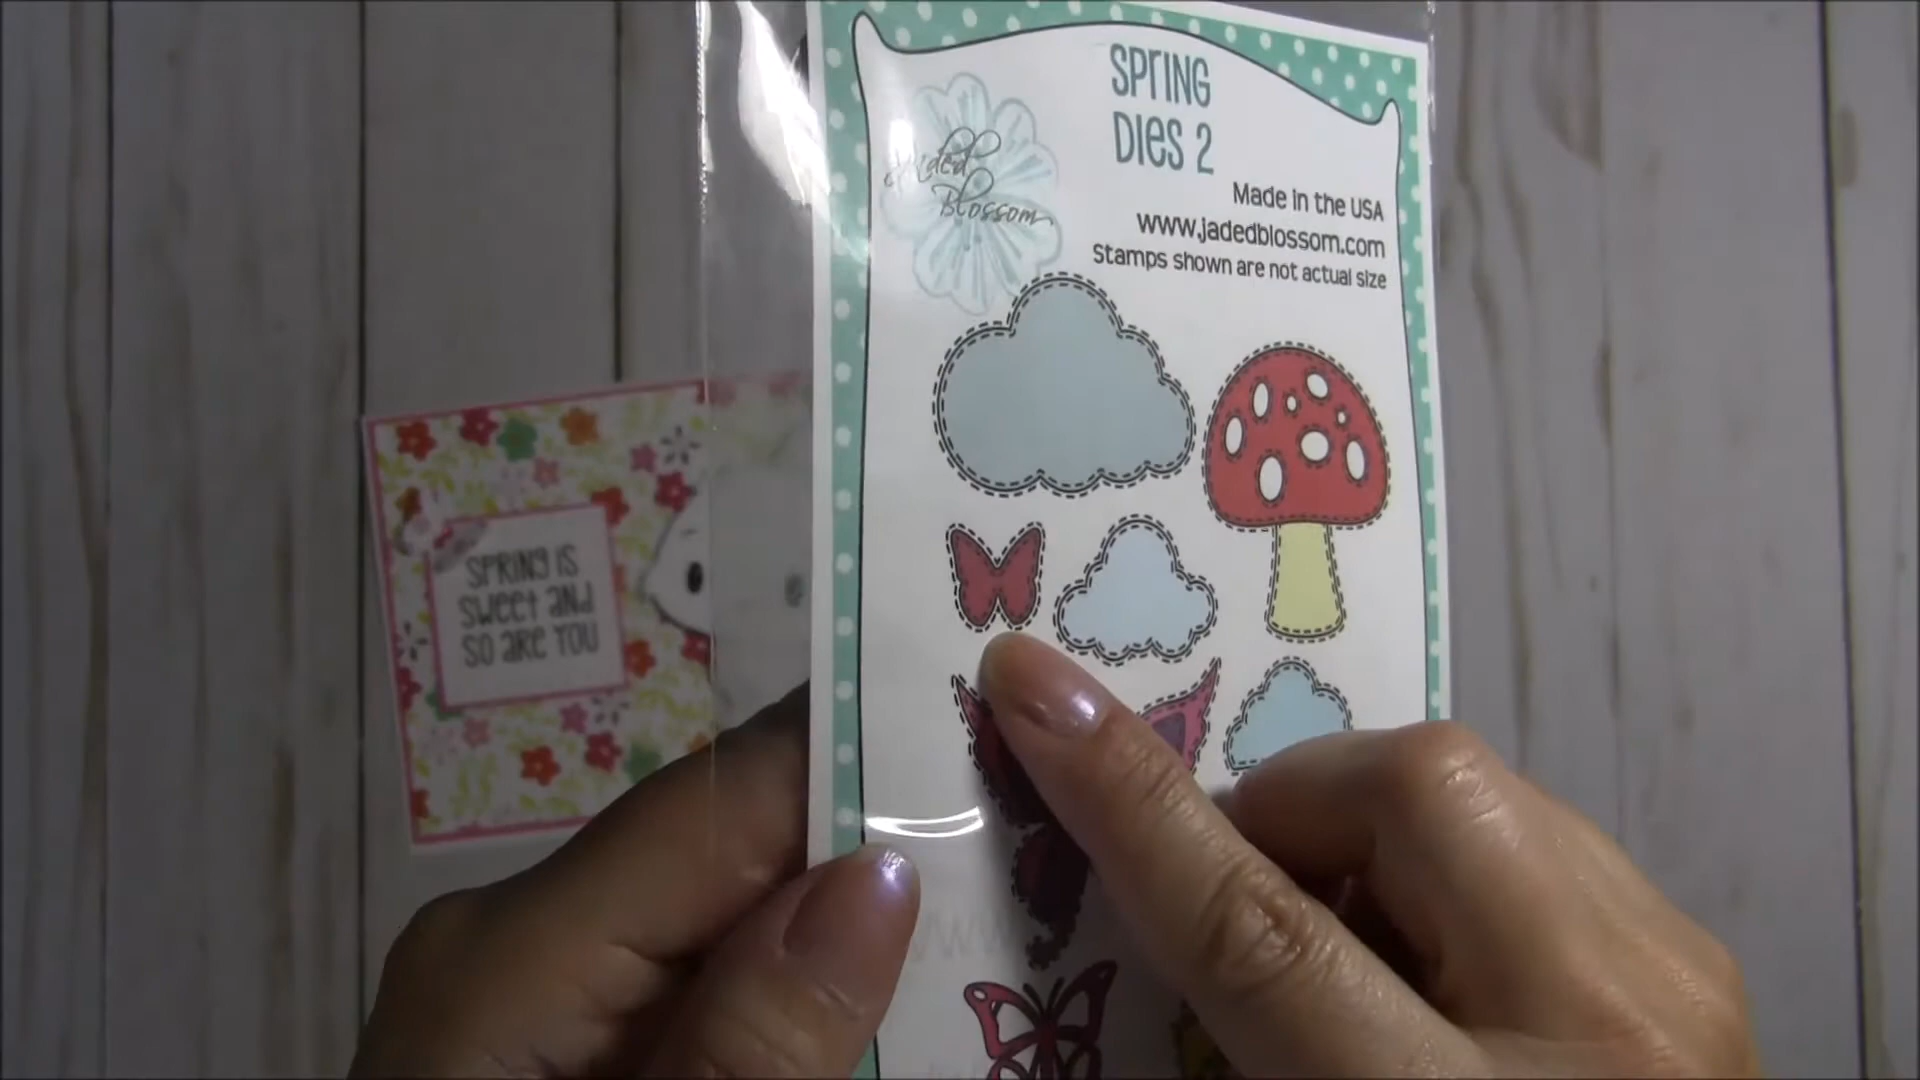 SPRING
DIES 2
Jaded
Blossom
Made in the USA
www.jadedblossom.com
Stamps shown are not actual size
SPRING IS
SWEET AND
SO ARE YOU